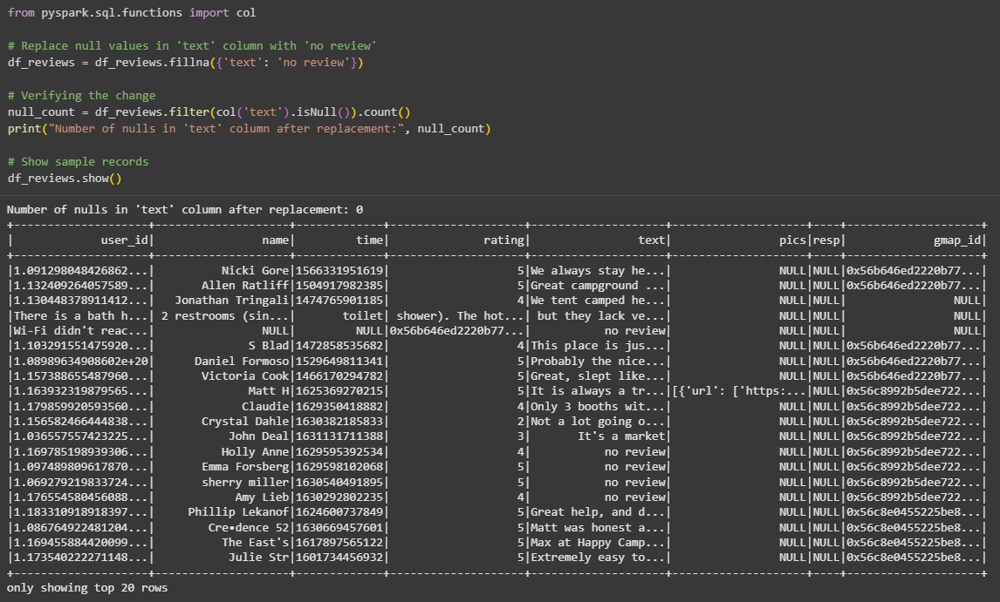 from pyspark.sql.functions import col
# Replace null values in 'text' column with 'no review'
df_reviews = df_reviews.fillna({'text': 'no review'})
# Verifying the change
null_count = df_reviews.filter(col('text').isNull()).count()
print("Number of nulls in 'text' column after replacement:", null_count)
# Show sample records
df_reviews.show()
Number of nulls in 'text' column after replacement: 0
+--------------------+------------------+------------+-------------------+-------------------+-------------------+----+-------------------+
|             user_id|              name|        time|             rating|               text|               pics|resp|            gmap_id|
+--------------------+------------------+------------+-------------------+-------------------+-------------------+----+-------------------+
|1.091298048426862...|         Nicki Gore|1566331951619|                  5|We always stay he...|               NULL|NULL|0x56b646ed2220b77...|
|1.132409264057589...|      Allen Ratliff|1504917982385|                  5|Great campground ...|               NULL|NULL|0x56b646ed2220b77...|
|1.130448378911412...|  Jonathan Tringali|1474765901185|                  4|We tent camped he...|               NULL|NULL|                NULL|
|There is a bath h...| 2 restrooms (sin...|       toilet| shower). The hot...| but they lack ve...|               NULL|NULL|                NULL|
|Wi-Fi didn't reac...|               NULL|         NULL|0x56b646ed2220b77...|           no review|               NULL|NULL|                NULL|
|1.103291551475920...|             S Blad|1472858535682|                  4|This place is jus...|               NULL|NULL|0x56b646ed2220b77...|
|1.08989634908602e+20|     Daniel Formoso|1529649811341|                  5|Probably the nice...|               NULL|NULL|0x56b646ed2220b77...|
|1.157388655487960...|      Victoria Cook|1466170294782|                  5|Great, slept like...|               NULL|NULL|0x56b646ed2220b77...|
|1.163932319879565...|             Matt H|1625369270215|                  5|It is always a tr...|[{'url': ['https:...|NULL|0x56c8992b5dee722...|
|1.179859920593560...|            Claudie|1629350418882|                  4|Only 3 booths wit...|               NULL|NULL|0x56c8992b5dee722...|
|1.156582466444838...|      Crystal Dahle|1630382185833|                  2|Not a lot going o...|               NULL|NULL|0x56c8992b5dee722...|
|1.036557557423225...|          John Deal|1631131711388|                  3|       It's a market|               NULL|NULL|0x56c8992b5dee722...|
|1.169785198939306...|         Holly Anne|1629595392534|                  4|           no review|               NULL|NULL|0x56c8992b5dee722...|
|1.097489809617870...|      Emma Forsberg|1629598102068|                  5|           no review|               NULL|NULL|0x56c8992b5dee722...|
|1.069279219833724...|      sherry miller|1630540491895|                  5|           no review|               NULL|NULL|0x56c8992b5dee722...|
|1.176554580456088...|           Amy Lieb|1630292802235|                  4|           no review|               NULL|NULL|0x56c8992b5dee722...|
|1.183310918918397...|    Phillip Lekanof|1624600737849|                  5|Great help, and d...|               NULL|NULL|0x56c8e0455225be8...|
|1.086764922481204...|       Cre•dence 52|1630669457601|                  5|Matt was honest a...|               NULL|NULL|0x56c8e0455225be8...|
|1.169455884420099...|         The East's|1617897565122|                  5|Max at Happy Camp...|               NULL|NULL|0x56c8e0455225be8...|
|1.173540222271148...|          Julie Str|1601734456932|                  5|Extremely easy to...|               NULL|NULL|0x56c8e0455225be8...|
+--------------------+------------------+------------+-------------------+-------------------+-------------------+----+-------------------+
only showing top 20 rows